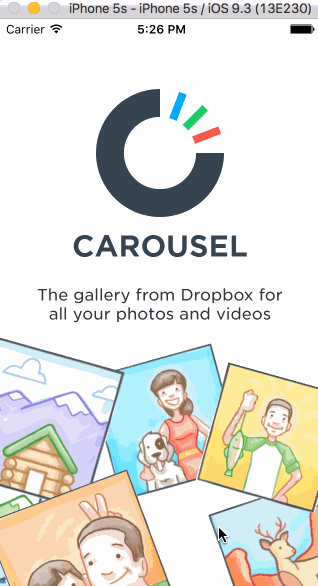 iPhone 5s - iPhone 5s / iOS 9.3 (13E230)
Carrier 5:26 PM
CAROUSEL
The gallery from Dropbox for
all your photos and videos